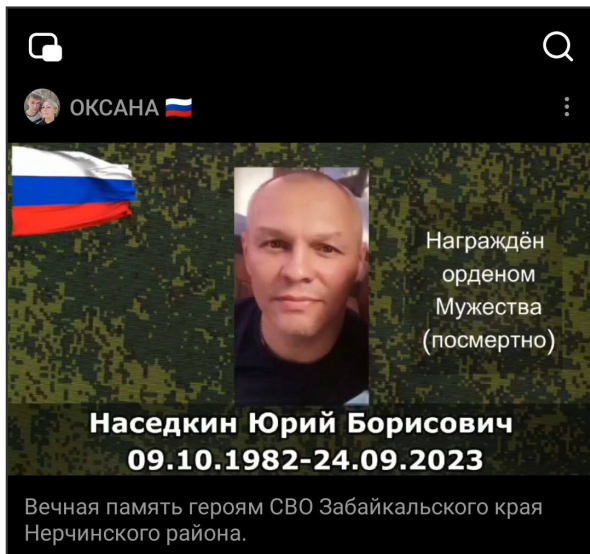 ОКСАНА
Награждён
орденом
Мужества
(посмертно)
Наседкин Юрий Борисович
09.10.1982-24.09.2023
Вечная память героям СВО Забайкальского края
Нерчинского района.